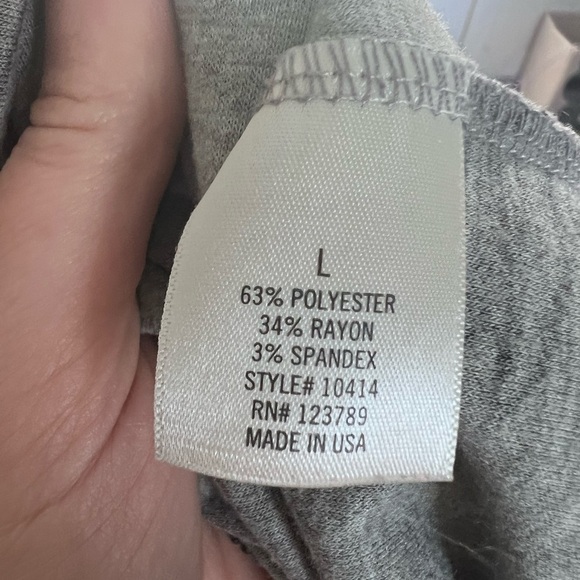 L
63% POLYESTER
34% RAYON
3% SPANDEX
STYLE# 10414
RN# 123789
MADE IN USA